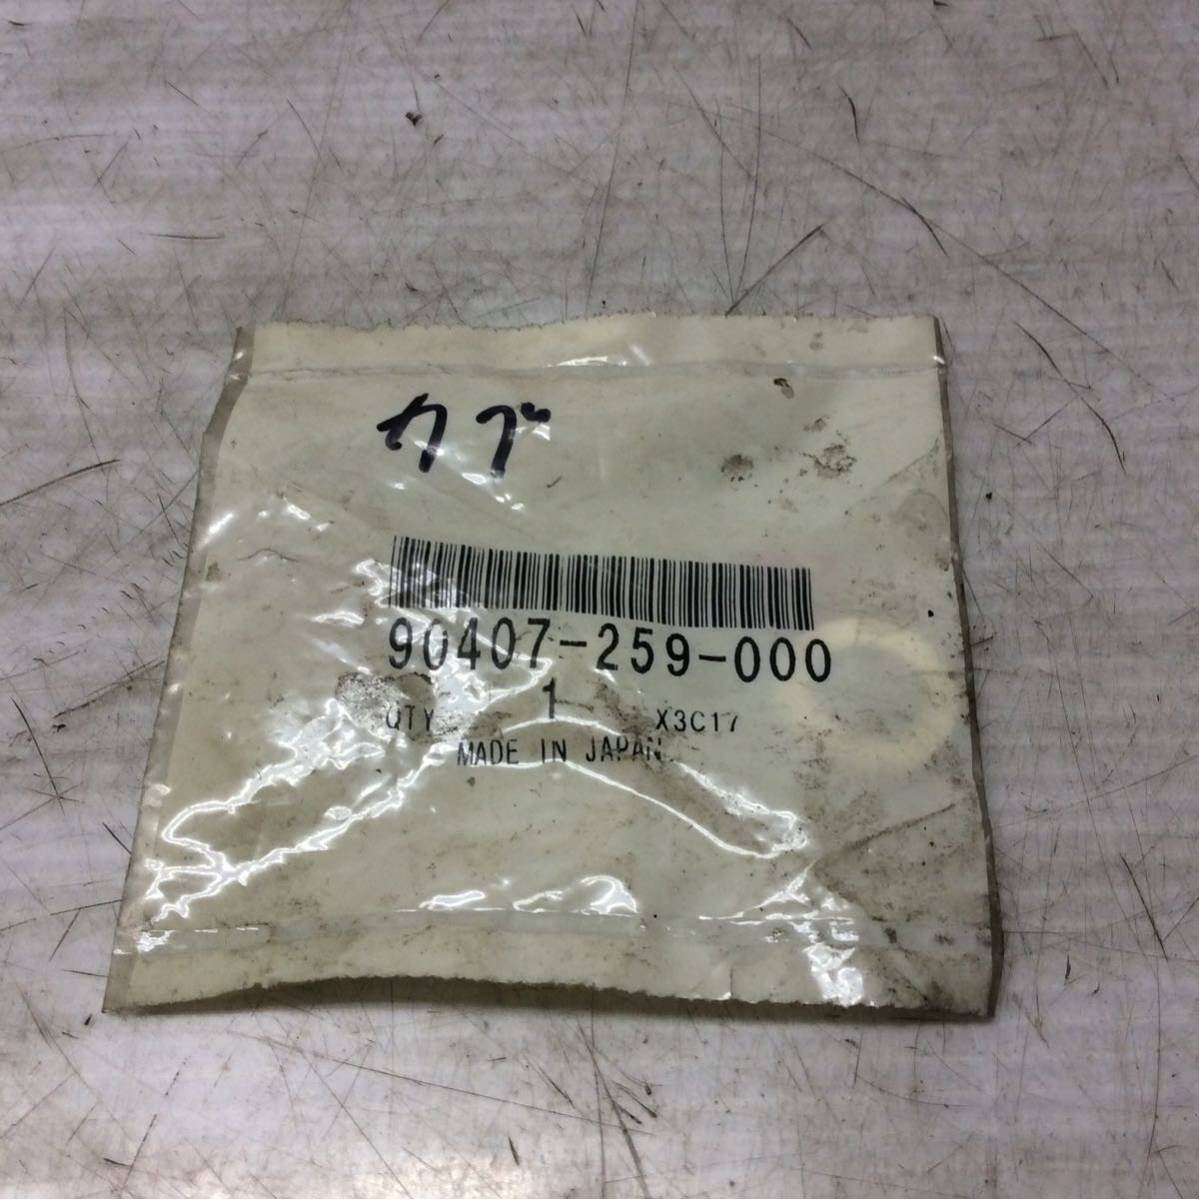 カブ
90407-259-000
QTY 1 X3C17
MADE IN JAPAN